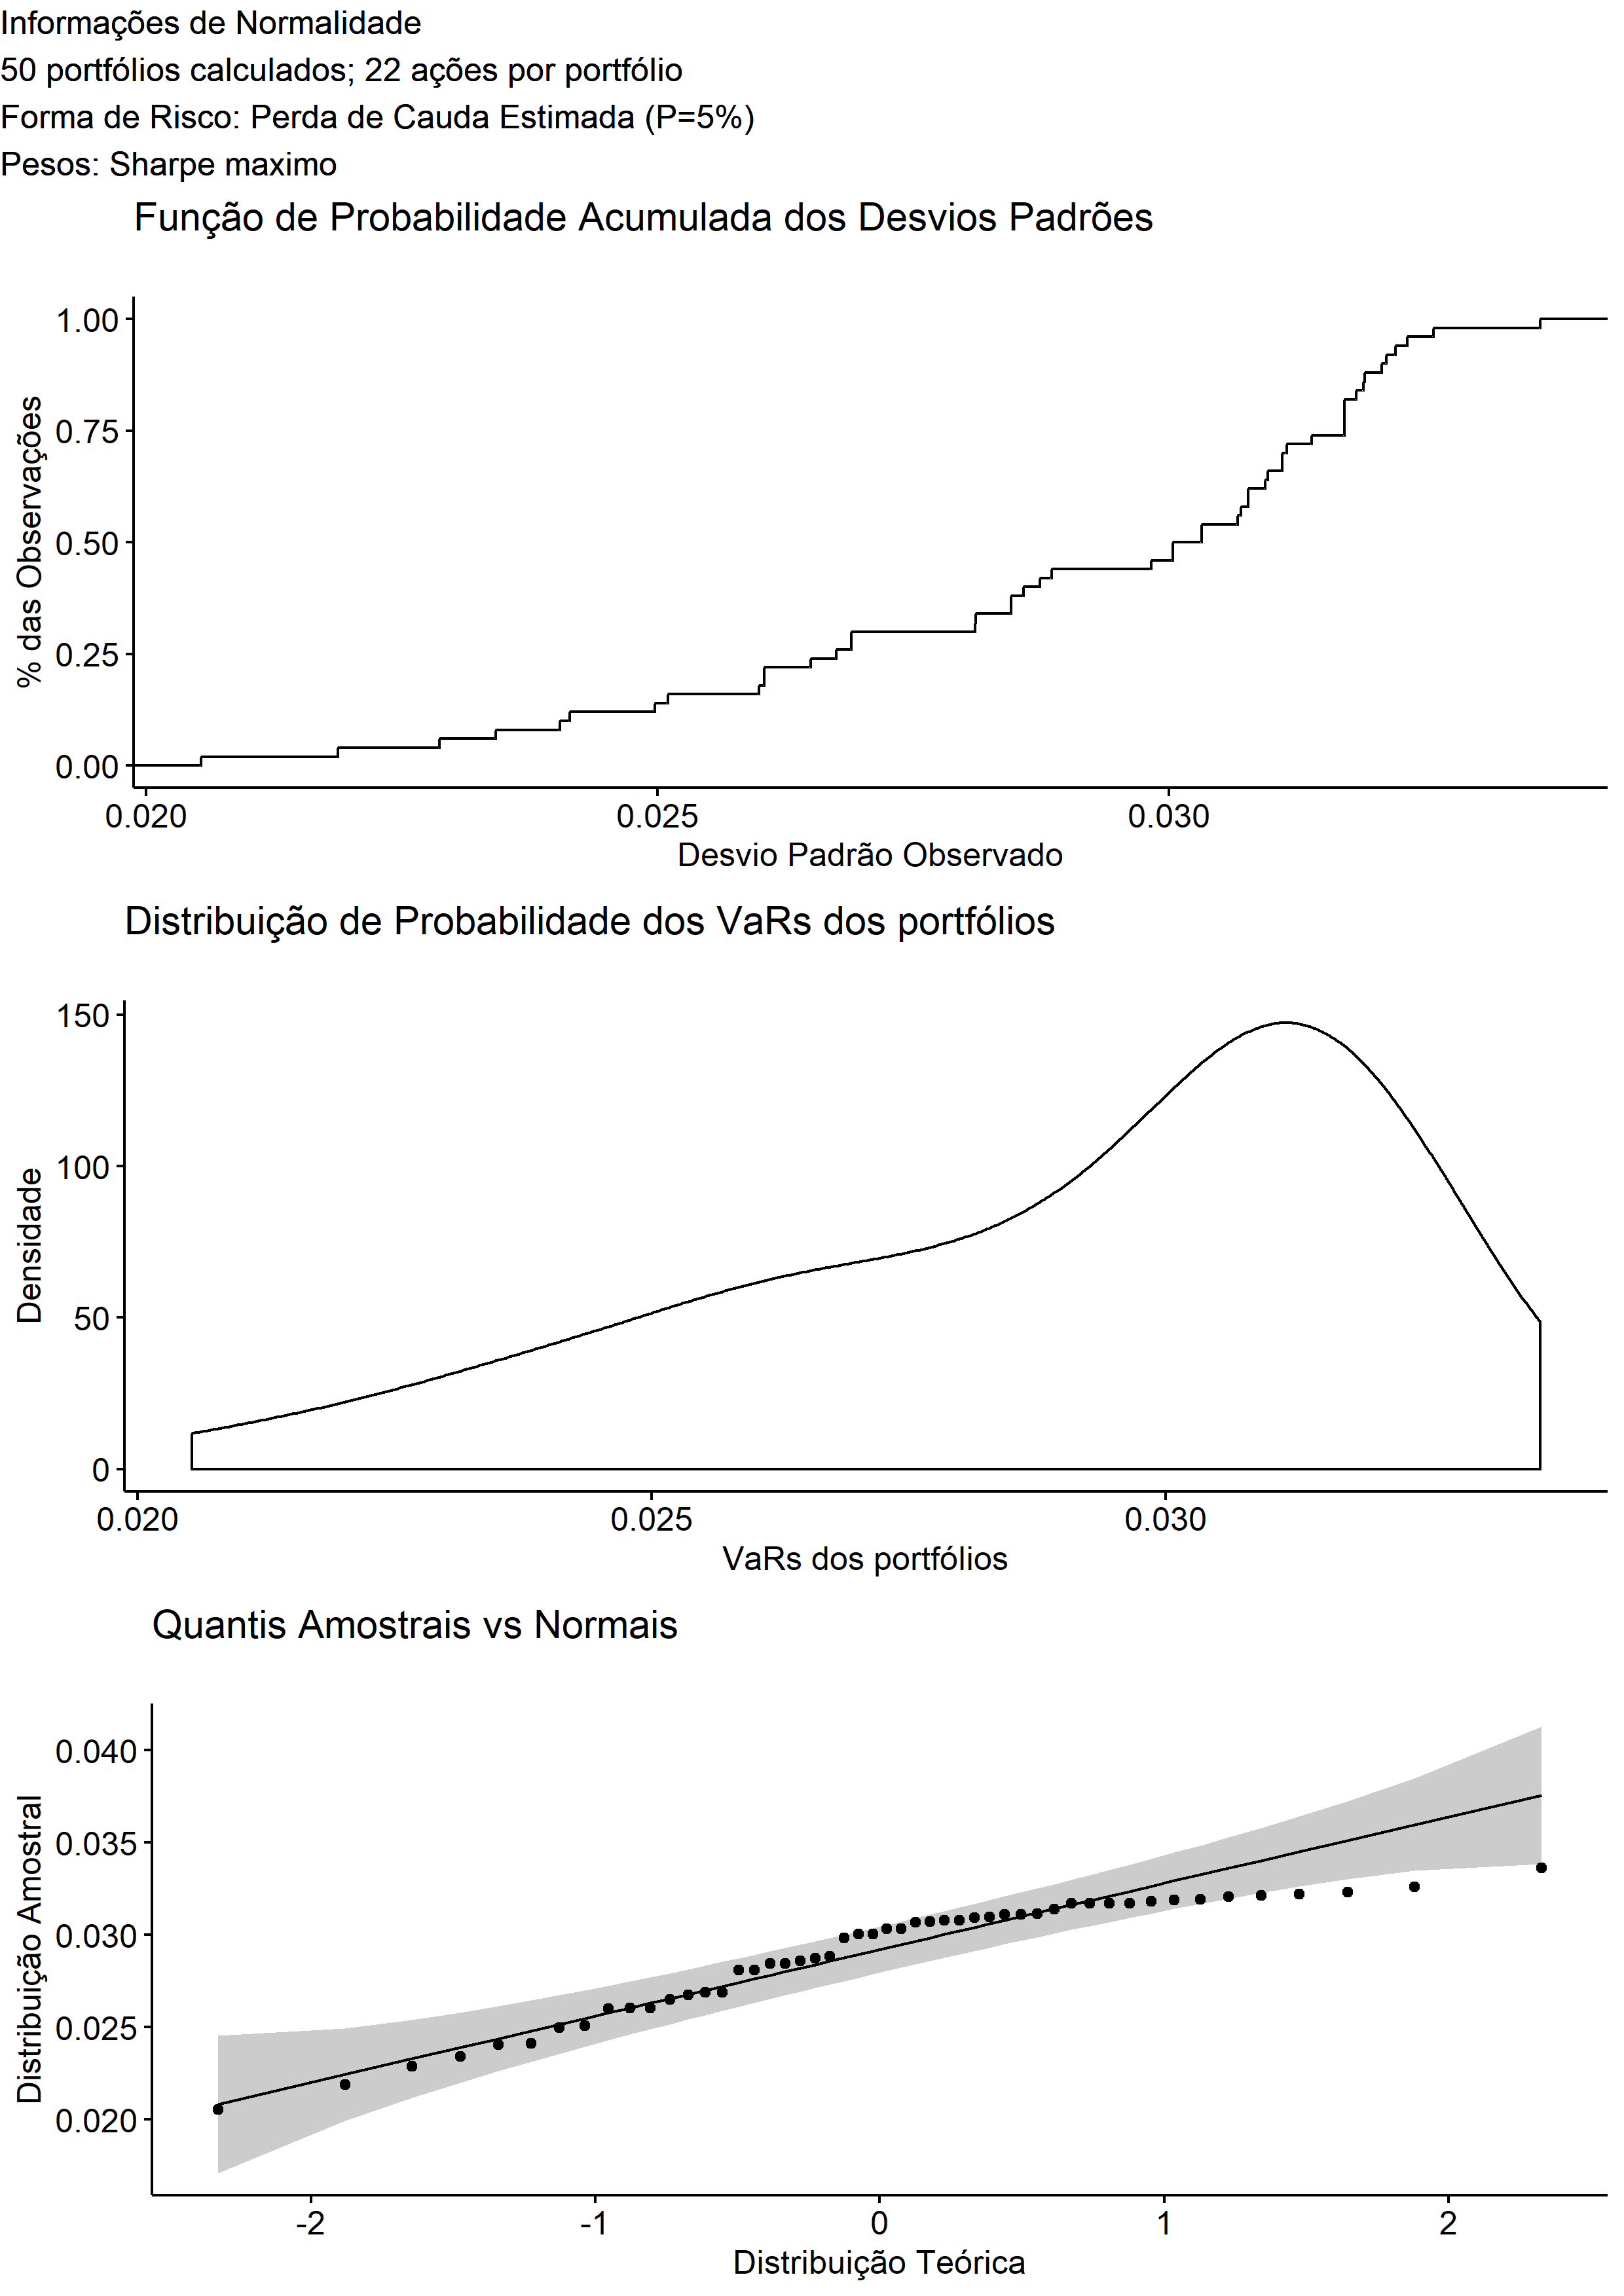 Informações de Normalidade
50 portfólios calculados; 22 ações por portfólio
Forma de Risco: Perda de Cauda Estimada (P=5%)
Pesos: Sharpe maximo
Função de Probabilidade Acumulada dos Desvios Padrões
% das Observações
1.00
0.75
0.50
0.25
0.00
0.020 0.025 0.030
Desvio Padrão Observado
Distribuição de Probabilidade dos VaRs dos portfólios
Densidade
150
100
50
0
0.020 0.025 0.030
VaRs dos portfólios
Quantis Amostrais vs Normais
Distribuição Amostral
0.040
0.035
0.030
0.025
0.020
-2 -1 0 1 2
Distribuição Teórica